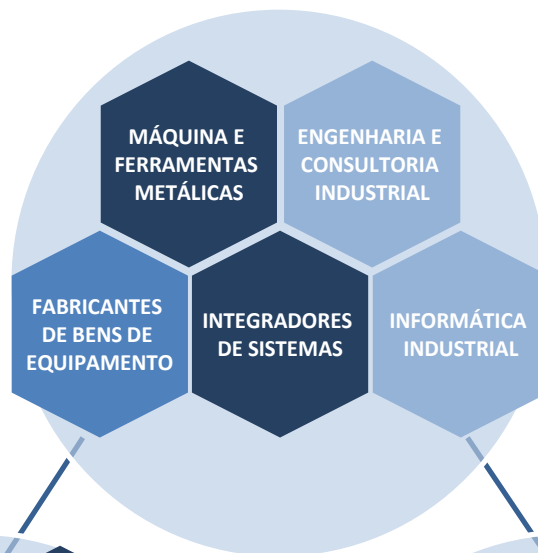 MÁQUINA E
FERRAMENTAS
METÁLICAS
ENGENHARIA E
CONSULTORIA
INDUSTRIAL
FABRICANTES
DE BENS DE
EQUIPAMENTO
INTEGRADORES
DE SISTEMAS
INFORMÁTICA
INDUSTRIAL